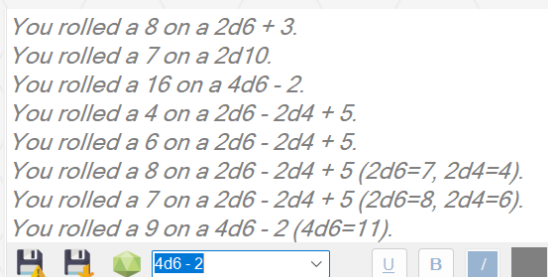 You rolled a 8 on a 2d6 + 3.
You rolled a 7 on a 2d10.
You rolled a 16 on a 4d6 - 2.
You rolled a 4 on a 2d6 - 2d4 + 5.
You rolled a 6 on a 2d6 - 2d4 + 5.
You rolled a 8 on a 2d6 - 2d4 + 5 (2d6=7, 2d4=4).
You rolled a 7 on a 2d6 - 2d4 + 5 (2d6=8, 2d4=6).
You rolled a 9 on a 4d6 - 2 (4d6=11).
4d6 - 2 U B I